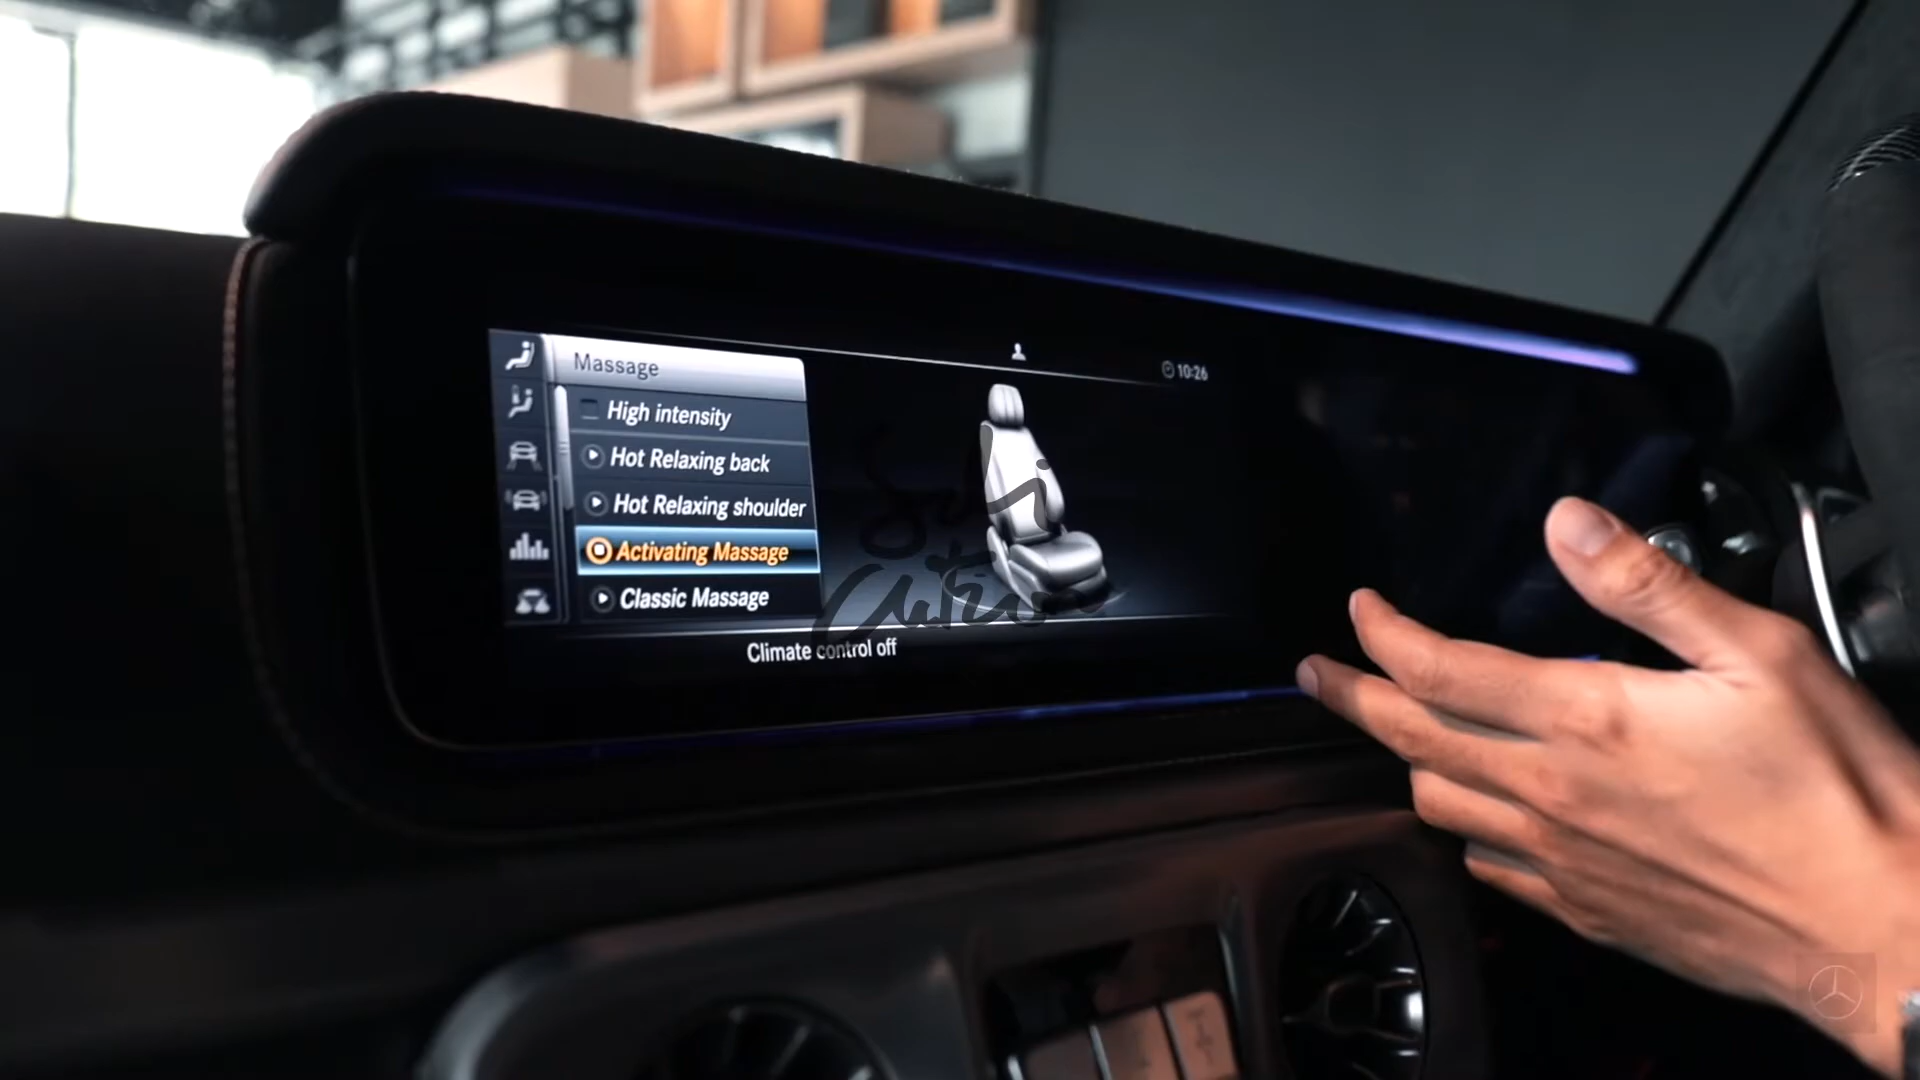 Massage
10:26
High intensity
Hot Relaxing back
Hot Relaxing shoulder
Activating Massage
Classic Massage
Climate control off